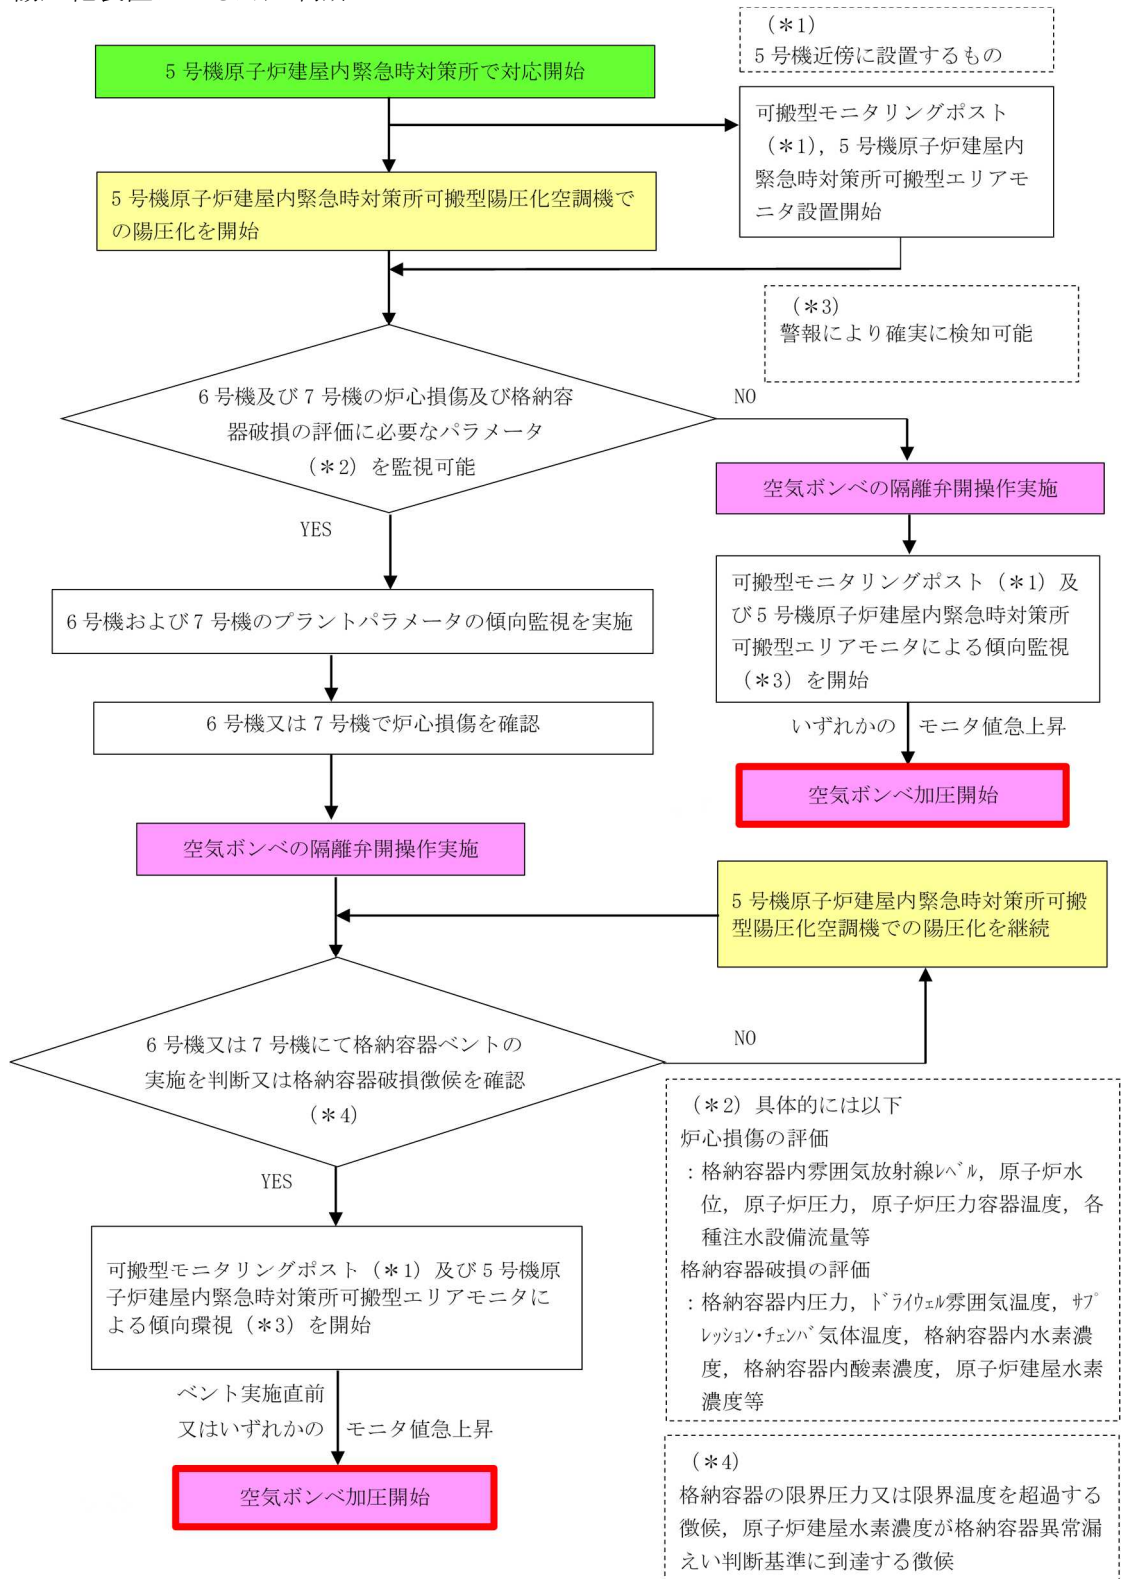 (*1)
5号機近傍に設置するもの
5号機原子炉建屋内緊急時対策所で対応開始
可搬型モニタリングポスト
(*1),5号機原子炉建屋内
緊急時対策所可搬型エリアモ
ニタ設置開始
5号機原子炉建屋内緊急時対策所可搬型陽圧化空調機で
の陽圧化を開始
(*3)
警報により確実に検知可能
6号機及び7号機の炉心損傷及び格納容
器破損の評価に必要なパラメータ
(*2)を監視可能
NO
YES
空気ボンベの隔離弁開操作実施
可搬型モニタリングポスト(*1)及
び5号機原子炉建屋内緊急時対策所
可搬型エリアモニタによる傾向監視
(*3)を開始
6号機および7号機のプラントパラメータの傾向監視を実施
6号機又は7号機で炉心損傷を確認
いずれかの モニタ値急上昇
空気ボンベ加圧開始
空気ボンベの隔離弁開操作実施
5号機原子炉建屋内緊急時対策所可搬
型陽圧化空調機での陽圧化を継続
6号機又は7号機にて格納容器ベントの
実施を判断又は格納容器破損徴候を確認
(*4)
NO
YES
(*2)具体的には以下
炉心損傷の評価
:格納容器内雰囲気放射線ﾚﾍﾞﾙ,原子炉水
位,原子炉圧力,原子炉圧力容器温度,各
種注水設備流量等
格納容器破損の評価
:格納容器内圧力,ﾄﾞﾗｲｳｪﾙ雰囲気温度,ｻﾌﾟ
ﾚｯｼｮﾝ･ﾁｪﾝﾊﾞ気体温度,格納容器内水素濃
度,格納容器内酸素濃度,原子炉建屋水素
濃度等
可搬型モニタリングポスト(*1)及び5号機原
子炉建屋内緊急時対策所可搬型エリアモニタに
よる傾向環視(*3)を開始
ベント実施直前
又はいずれかの モニタ値急上昇
空気ボンベ加圧開始
(*4)
格納容器の限界圧力又は限界温度を超過する
徴候,原子炉建屋水素濃度が格納容器異常漏
えい判断基準に到達する徴候